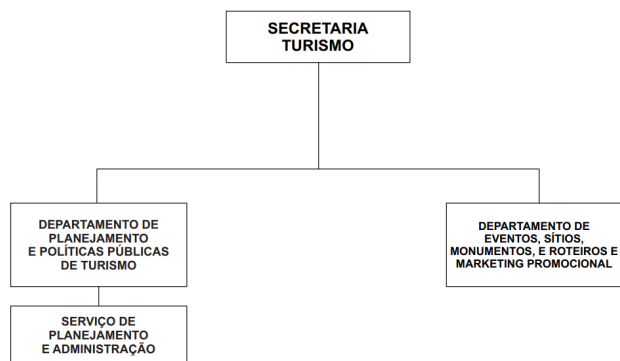 SECRETARIA
TURISMO
DEPARTAMENTO DE
PLANEJAMENTO
E POLÍTICAS PÚBLICAS
DE TURISMO
DEPARTAMENTO DE
EVENTOS, SÍTIOS,
MONUMENTOS, E ROTEIROS E
MARKETING PROMOCIONAL
SERVIÇO DE
PLANEJAMENTO
E ADMINISTRAÇÃO